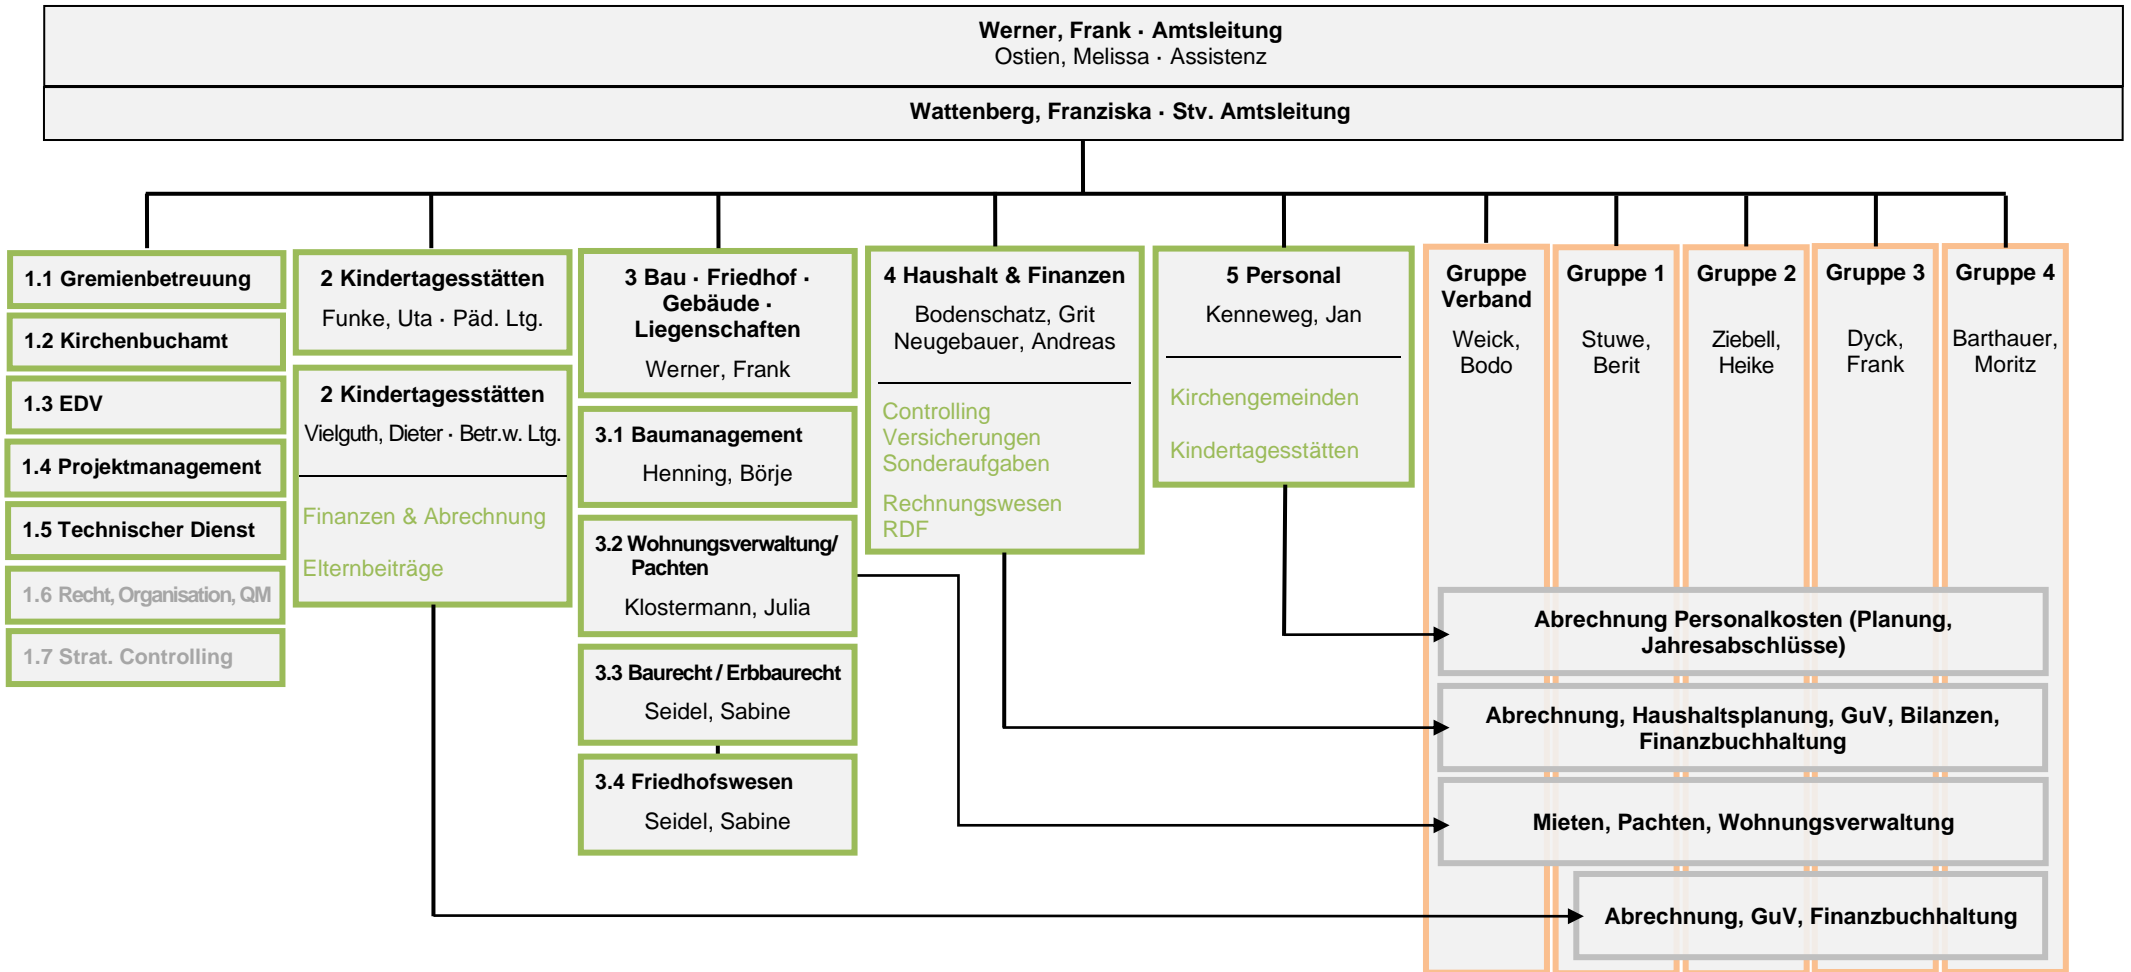 Werner, Frank · Amtsleitung
Ostien, Melissa · Assistenz
Wattenberg, Franziska · Stv. Amtsleitung
1.1 Gremienbetreuung
1.2 Kirchenbuchamt
1.3 EDV
1.4 Projektmanagement
1.5 Technischer Dienst
1.6 Recht, Organisation, QM
1.7 Strat. Controlling
2 Kindertagesstätten
Funke, Uta · Päd. Ltg.
2 Kindertagesstätten
Vielguth, Dieter · Betr.w. Ltg.
Finanzen & Abrechnung
Elternbeiträge
3 Bau · Friedhof ·
Gebäude ·
Liegenschaften
Werner, Frank
3.1 Baumanagement
Henning, Börje
3.2 Wohnungsverwaltung/
Pachten
Klostermann, Julia
3.3 Baurecht / Erbbaurecht
Seidel, Sabine
3.4 Friedhofswesen
Seidel, Sabine
4 Haushalt & Finanzen
Bodenschatz, Grit
Neugebauer, Andreas
Controlling
Versicherungen
Sonderaufgaben
Rechnungswesen
RDF
5 Personal
Kenneweg, Jan
Kirchengemeinden
Kindertagesstätten
Gruppe
Verband
Weick,
Bodo
Gruppe 1
Stuwe,
Berit
Gruppe 2
Ziebell,
Heike
Gruppe 3
Dyck,
Frank
Gruppe 4
Barthauer,
Moritz
Abrechnung Personalkosten (Planung,
Jahresabschlüsse)
Abrechnung, Haushaltsplanung, GuV, Bilanzen,
Finanzbuchhaltung
Mieten, Pachten, Wohnungsverwaltung
Abrechnung, GuV, Finanzbuchhaltung